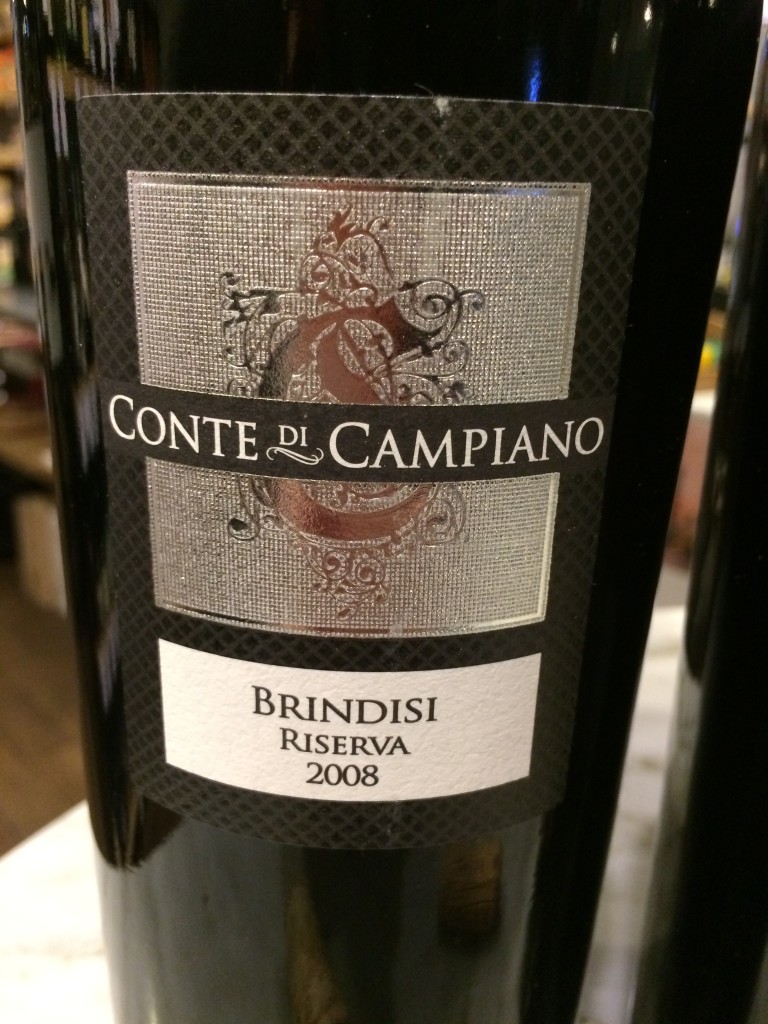 CONTE DI CAMPIANO
BRINDISI
RISERVA
2008